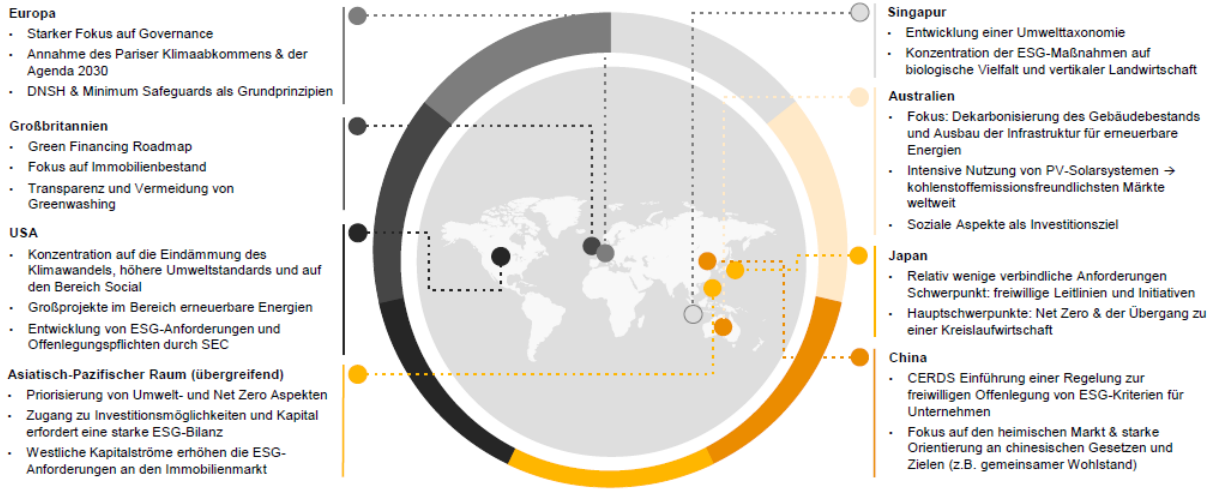 Europa
• Starker Fokus auf Governance
• Annahme des Pariser Klimaabkommens & der
Agenda 2030
• DNSH & Minimum Safeguards als Grundprinzipien
Großbritannien
• Green Financing Roadmap
• Fokus auf Immobilienbestand
• Transparenz und Vermeidung von
Greenwashing
USA
• Konzentration auf die Eindämmung des
Klimawandels, höhere Umweltstandards und auf
den Bereich Social
• Großprojekte im Bereich erneuerbare Energien
• Entwicklung von ESG-Anforderungen und
Offenlegungspflichten durch SEC
Asiatisch-Pazifischer Raum (übergreifend)
• Priorisierung von Umwelt- und Net Zero Aspekten
• Zugang zu Investitionsmöglichkeiten und Kapital
erfordert eine starke ESG-Bilanz
• Westliche Kapitalströme erhöhen die ESG-
Anforderungen an den Immobilienmarkt
Singapur
• Entwicklung einer Umwelttaxonomie
• Konzentration der ESG-Maßnahmen auf
biologische Vielfalt und vertikaler Landwirtschaft
Australien
• Fokus: Dekarbonisierung des Gebäudebestands
und Ausbau der Infrastruktur für erneuerbare
Energien
• Intensive Nutzung von PV-Solarsystemen →
kohlenstoffemissionsfreundlichsten Märkte
weltweit
• Soziale Aspekte als Investitionsziel
Japan
• Relativ wenige verbindliche Anforderungen
Schwerpunkt: freiwillige Leitlinien und Initiativen
• Hauptschwerpunkte: Net Zero & der Übergang zu
einer Kreislaufwirtschaft
China
• CERDS Einführung einer Regelung zur
freiwilligen Offenlegung von ESG-Kriterien für
Unternehmen
• Fokus auf den heimischen Markt & starke
Orientierung an chinesischen Gesetzen und
Zielen (z.B. gemeinsamer Wohlstand)